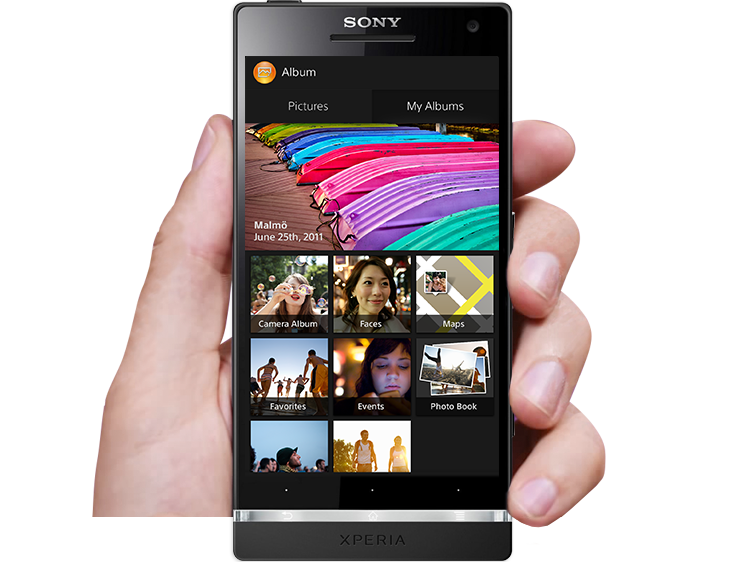 SONY
Album
Pictures
My Albums
Malmö
June 25th, 2011
Camera Album
Faces
Maps
Favorites
Events
Photo Book
XPERIA